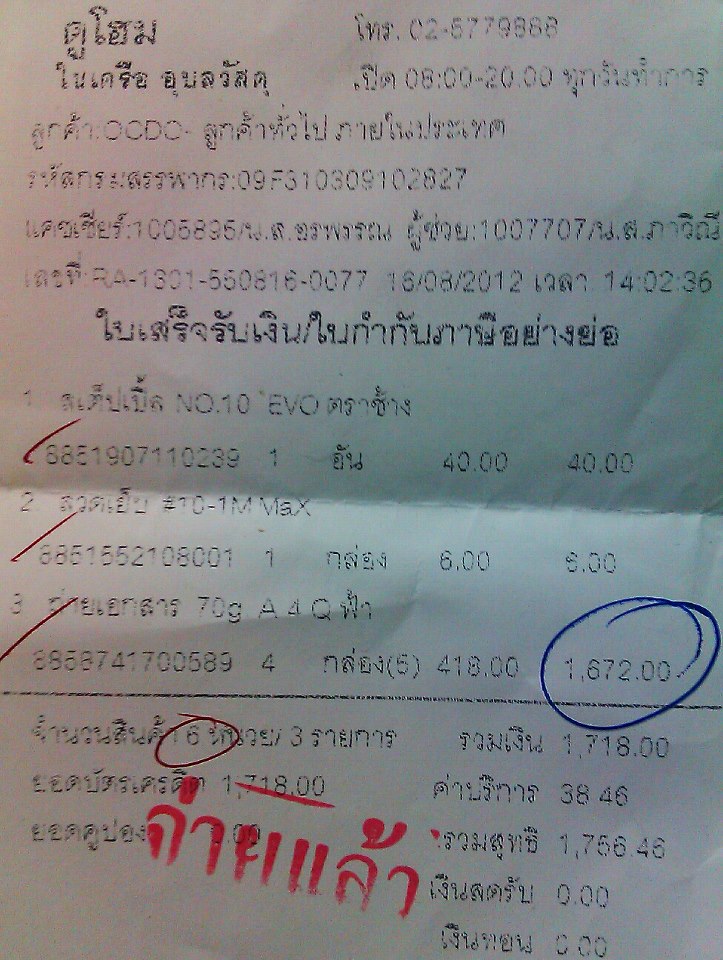 ดูโฮม โทร. 02-5779888
ในเครือ อุบลวัสดุ เปิด 08:00-20.00 ทุกวันทำการ
ลูกค้า:OCDO- ลูกค้าทั่วไป ภายในประเทศ
รหัสกรมสรรพากร:09F310309102827
แคชเชียร์:1005895/น.ส.อรพรรณ ผู้ช่วย:1007707/น.ส.ภาวิณี
เลขที่:RA-1301-550816-0077 16/08/2012 เวลา 14:02:36
ใบเสร็จรับเงิน/ใบกำกับภาษีอย่างย่อ
1 สเต็ปเบิ้ล NO.10 'EVO ตราช้าง
8851907110239 1 อัน 40.00 40.00
2 ลวดเย็บ #10-1M MaX
8851552108001 1 กล่อง 6.00 6.00
3 ถ่ายเอกสาร 70g A 4 Q ฟ้า
8858741700589 4 กล่อง(5) 418.00 1,672.00
จำนวนสินค้า 6 หน่วย/ 3 รายการ รวมเงิน 1,718.00
ยอดบัตรเครดิต 1,718.00 ค่าบริการ 38.46
ยอดคูปอง 0.00 รวมสุทธิ 1,756.46
จ่ายแล้ว
เงินสดรับ 0.00
เงินทอน 0.00